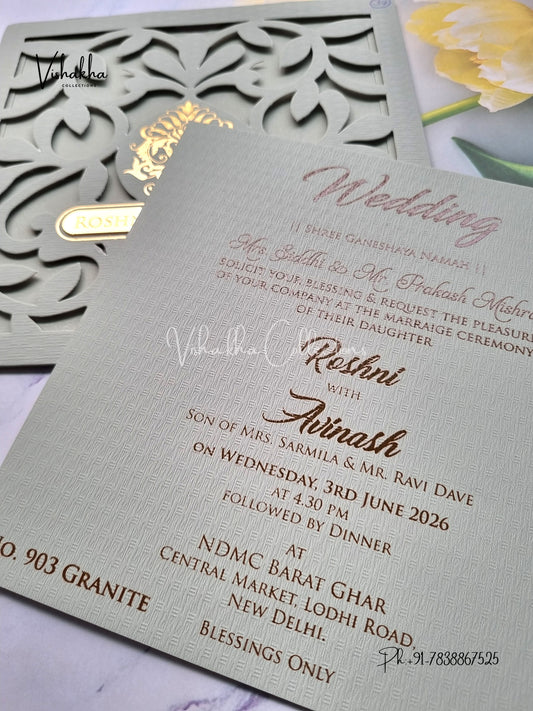 Vishakha
COLLECTIONS
ROSHN
Wedding
|| SHREE GANESHAYA NAMAH ||
Mrs. Siddhi & Mr. Prakash Mishra
SOLICIT YOUR, BLESSING & REQUEST THE PLEASURE
OF YOUR COMPANY AT THE MARRAIGE CEREMONY
OF THEIR DAUGHTER
Vishakha Collections
Roshni
WITH
Avinash
SON OF MRS. SARMILA & MR. RAVI DAVE
ON WEDNESDAY, 3RD JUNE 2026
AT 4.30 PM
FOLLOWED BY DINNER
AT
NDMC BARAT GHAR
CENTRAL MARKET, LODHI ROAD,
NEW DELHI.
BLESSINGS ONLY
O. 903 GRANITE
Ph +91-7838867525